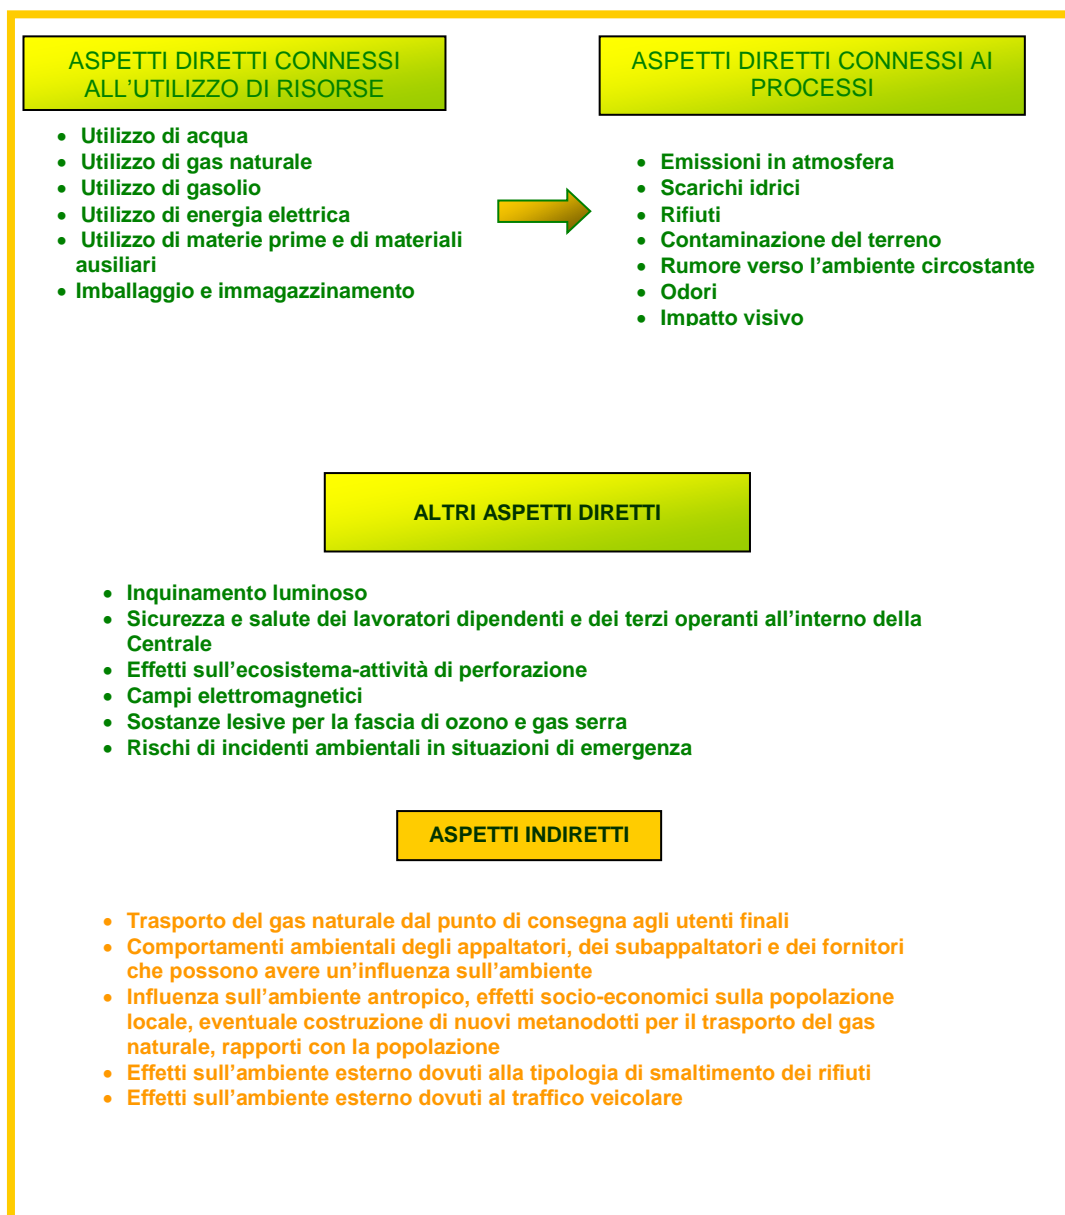 ASPETTI DIRETTI CONNESSI
ALL'UTILIZZO DI RISORSE
• Utilizzo di acqua
• Utilizzo di gas naturale
• Utilizzo di gasolio
• Utilizzo di energia elettrica
• Utilizzo di materie prime e di materiali
ausiliari
• Imballaggio e immagazzinamento
ASPETTI DIRETTI CONNESSI AI
PROCESSI
• Emissioni in atmosfera
• Scarichi idrici
• Rifiuti
• Contaminazione del terreno
• Rumore verso l'ambiente circostante
• Odori
• Impatto visivo
ALTRI ASPETTI DIRETTI
• Inquinamento luminoso
• Sicurezza e salute dei lavoratori dipendenti e dei terzi operanti all'interno della
Centrale
• Effetti sull'ecosistema-attività di perforazione
• Campi elettromagnetici
• Sostanze lesive per la fascia di ozono e gas serra
• Rischi di incidenti ambientali in situazioni di emergenza
ASPETTI INDIRETTI
• Trasporto del gas naturale dal punto di consegna agli utenti finali
• Comportamenti ambientali degli appaltatori, dei subappaltatori e dei fornitori
che possono avere un'influenza sull'ambiente
• Influenza sull'ambiente antropico, effetti socio-economici sulla popolazione
locale, eventuale costruzione di nuovi metanodotti per il trasporto del gas
naturale, rapporti con la popolazione
• Effetti sull'ambiente esterno dovuti alla tipologia di smaltimento dei rifiuti
• Effetti sull'ambiente esterno dovuti al traffico veicolare